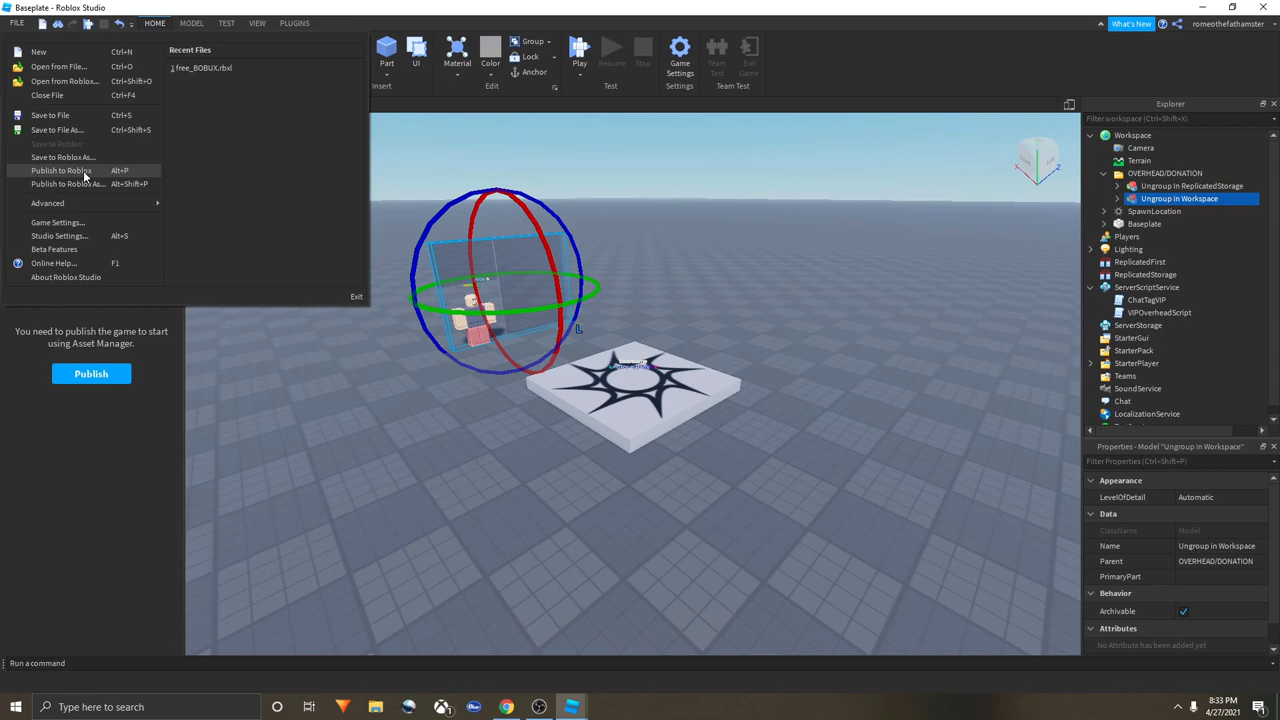 Baseplate - Roblox Studio
FILE HOME MODEL TEST VIEW PLUGINS What's New romeothefathamster
New Ctrl+N
Open from File... Ctrl+O
Open from Roblox... Ctrl+Shift+O
Close File Ctrl+F4
Save to File Ctrl+S
Save to File As... Ctrl+Shift+S
Save to Roblox
Save to Roblox As...
Publish to Roblox Alt+P
Publish to Roblox As... Alt+Shift+P
Advanced
Game Settings...
Studio Settings... Alt+S
Beta Features
Online Help... F1
About Roblox Studio
Exit
Recent Files
1 free_BOBUX.rbxl
Part UI
Insert
Material Color
Group
Lock
Anchor
Edit
Play Resume Stop
Test
Game Settings
Settings
Team Test Exit Game
Team Test
You need to publish the game to start
using Asset Manager.
Publish
L
Explorer
Filter workspace (Ctrl+Shift+X)
Workspace
Camera
Terrain
OVERHEAD/DONATION
Ungroup In ReplicatedStorage
Ungroup in Workspace
SpawnLocation
Baseplate
Players
Lighting
ReplicatedFirst
ReplicatedStorage
ServerScriptService
ChatTagVIP
VIPOverheadScript
ServerStorage
StarterGui
StarterPack
StarterPlayer
Teams
SoundService
Chat
LocalizationService
Properties - Model "Ungroup in Workspace"
Filter Properties (Ctrl+Shift+P)
Appearance
LevelOfDetail Automatic
Data
ClassName Model
Name Ungroup in Workspace
Parent OVERHEAD/DONATION
PrimaryPart
Behavior
Archivable
Attributes
No Attribute has been added yet
Run a command
Type here to search
8:33 PM
4/27/2021